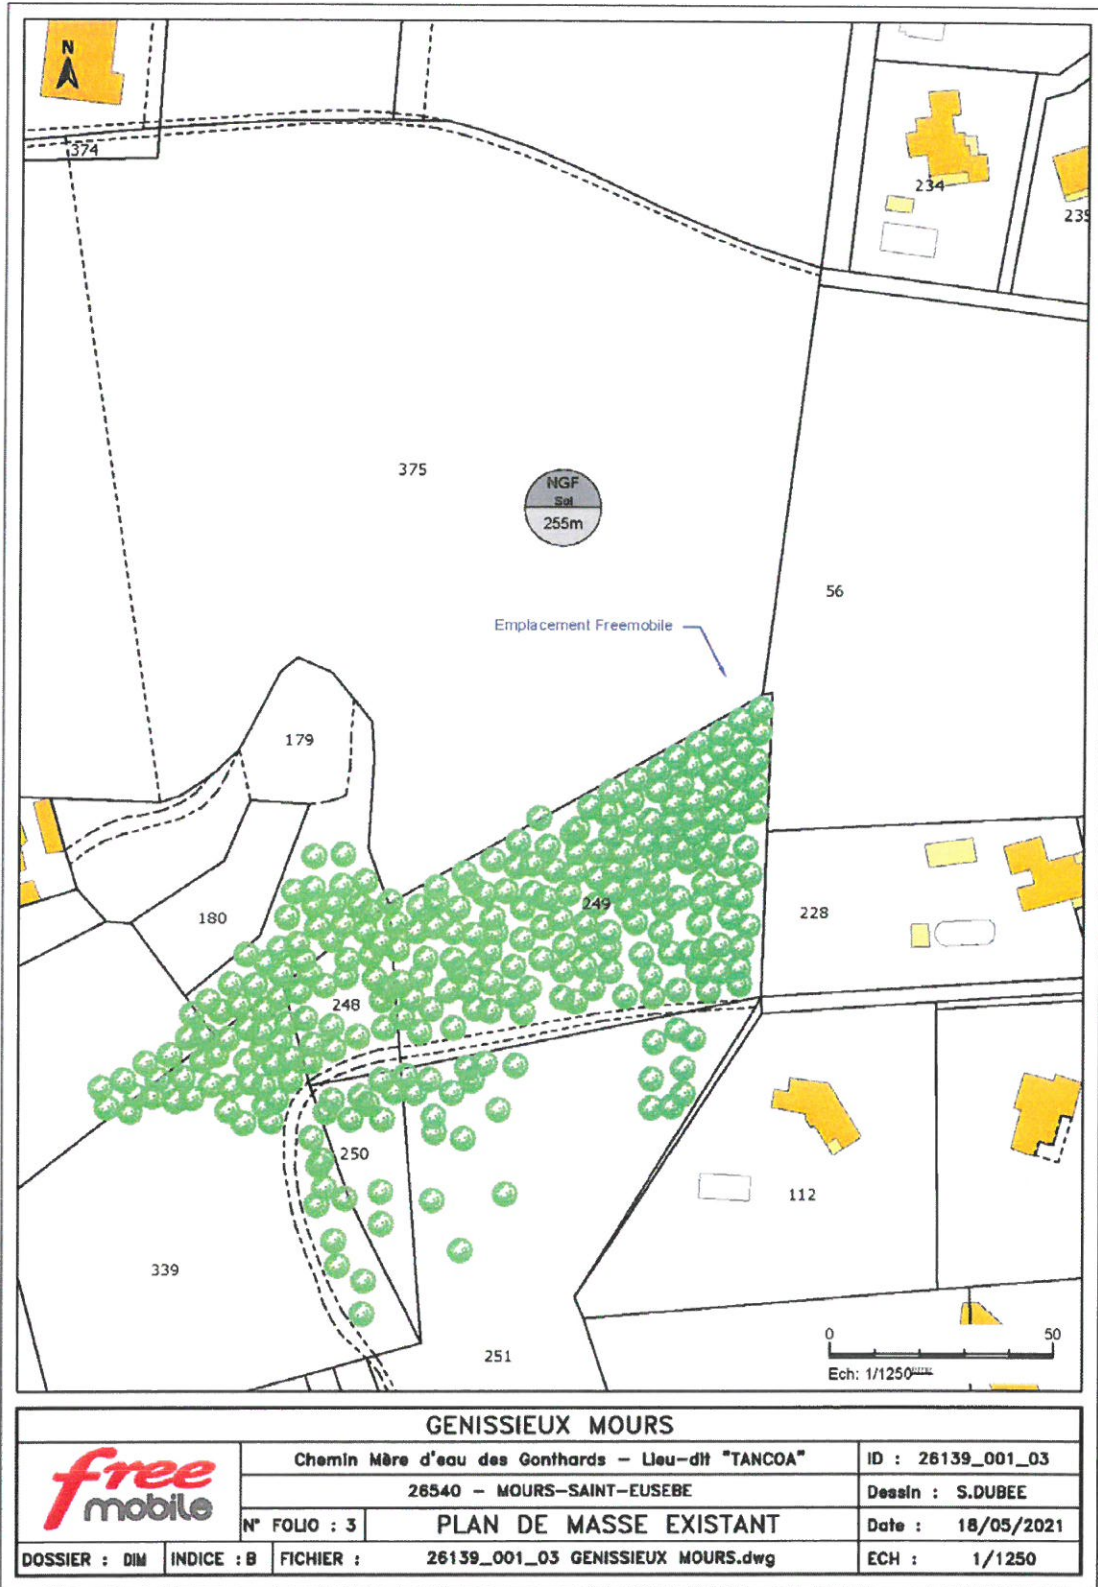 N
374
234
235
375
NGF
Sol
255m
56
Emplacement Freemobile
179
180
249
228
248
250
112
339
251
0 50
Ech: 1/1250
GENISSIEUX MOURS
free
mobile
Chemin Mère d'eau des Gonthards - Lieu-dit "TANCOA"
ID : 26139_001_03
26540 - MOURS-SAINT-EUSEBE
Dessin : S.DUBEE
N° FOLIO : 3
PLAN DE MASSE EXISTANT
Date : 18/05/2021
DOSSIER : DIM
INDICE : B
FICHIER : 26139_001_03 GENISSIEUX MOURS.dwg
ECH : 1/1250